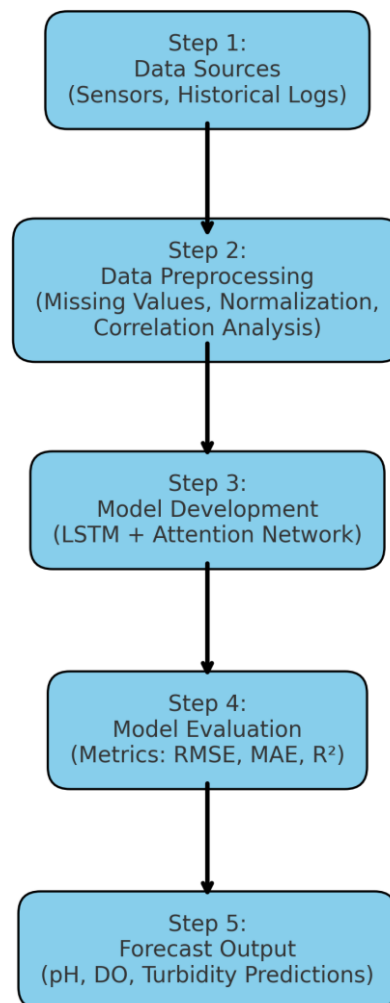 Step 1:
Data Sources
(Sensors, Historical Logs)
Step 2:
Data Preprocessing
(Missing Values, Normalization,
Correlation Analysis)
Step 3:
Model Development
(LSTM + Attention Network)
Step 4:
Model Evaluation
(Metrics: RMSE, MAE, R²)
Step 5:
Forecast Output
(pH, DO, Turbidity Predictions)